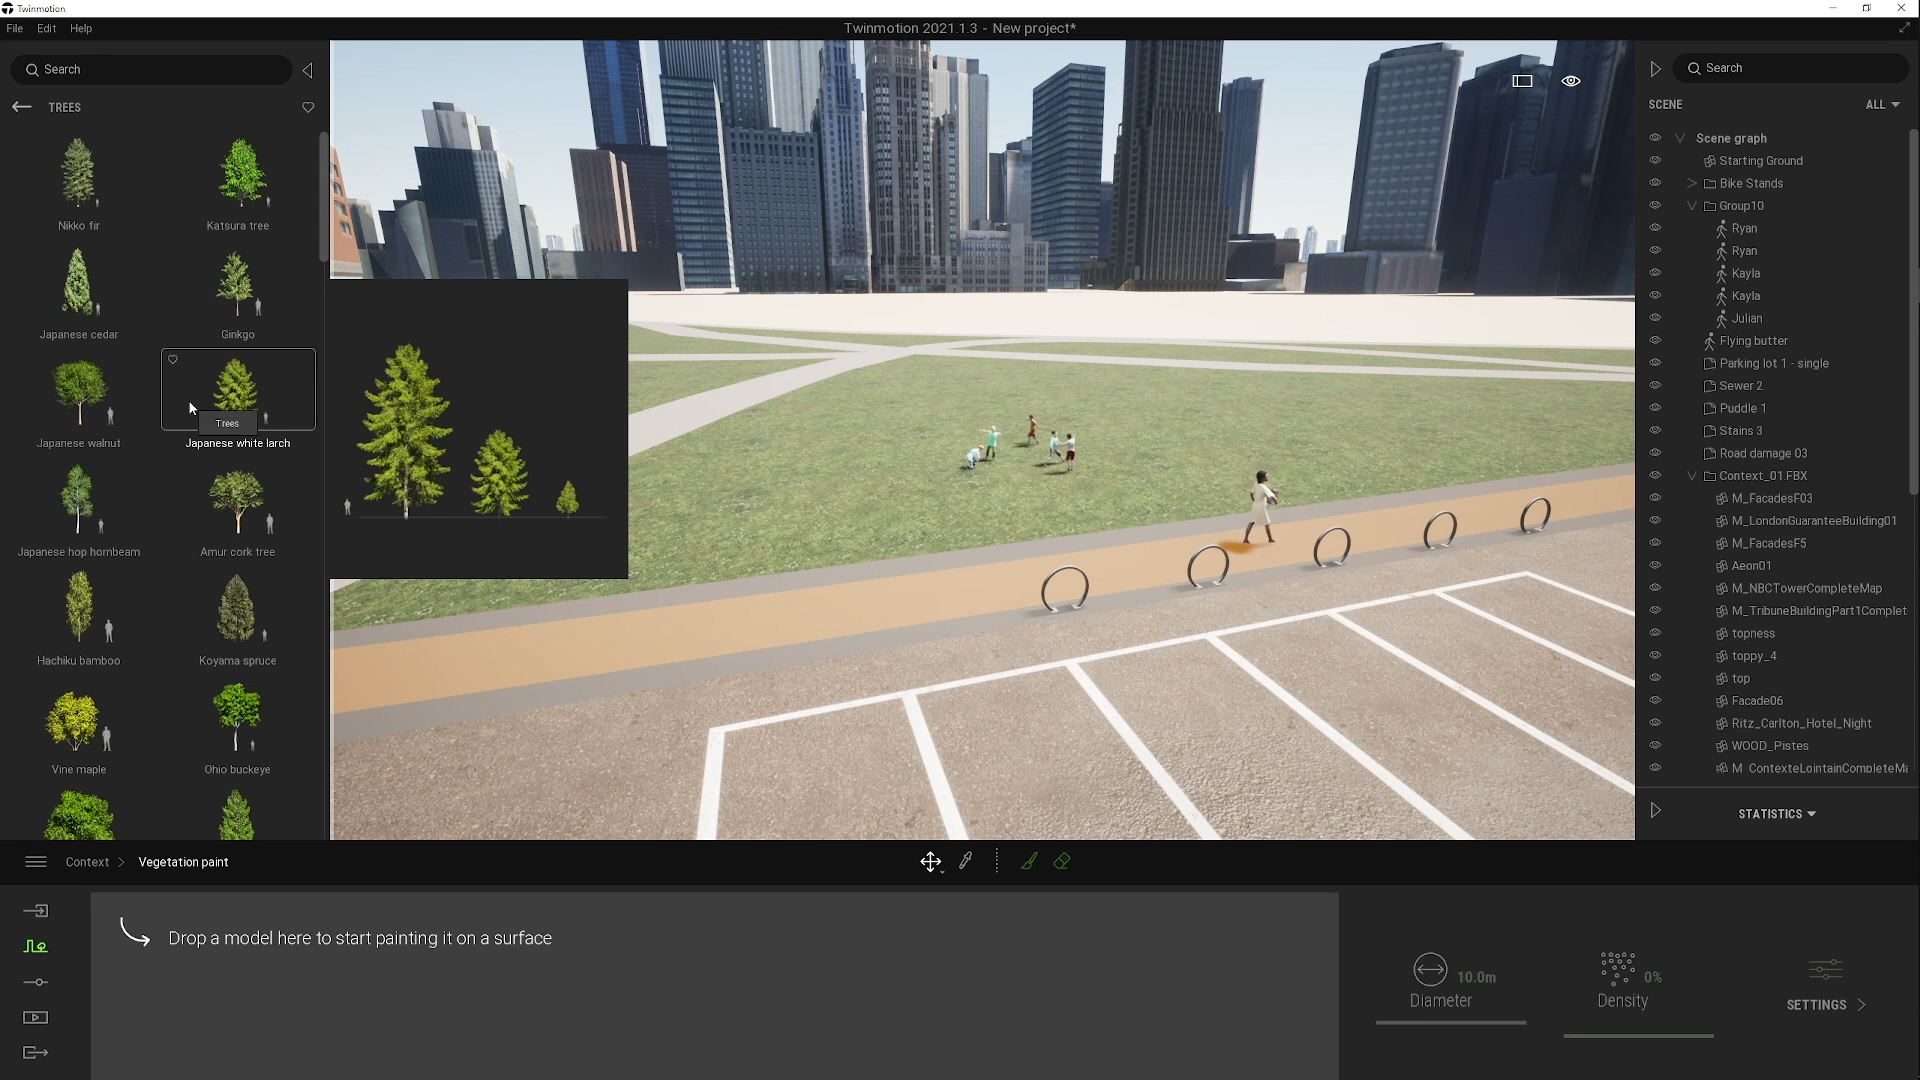 Twinmotion
File Edit Help
Twinmotion 2021.1.3 - New project*
Search
TREES
Nikko fir
Katsura tree
Japanese cedar
Ginkgo
Trees
Japanese walnut
Japanese white larch
Japanese hop hornbeam
Amur cork tree
Hachiku bamboo
Koyama spruce
Vine maple
Ohio buckeye
Search
SCENE ALL
Scene graph
Starting Ground
Bike Stands
Group10
Ryan
Ryan
Kayla
Kayla
Julian
Flying butter
Parking lot 1 - single
Sewer 2
Puddle 1
Stains 3
Road damage 03
Context_01.FBX
M_FacadesF03
M_LondonGuaranteeBuilding01
M_FacadesF5
Aeon01
M_NBCTowerCompleteMap
M_TribuneBuildingPart1Complet
topness
toppy_4
top
Facade06
Ritz_Carlton_Hotel_Night
WOOD_Pistes
M_ContexteLointainCompleteMa
STATISTICS
Context > Vegetation paint
Drop a model here to start painting it on a surface
10.0m
Diameter
0%
Density
SETTINGS